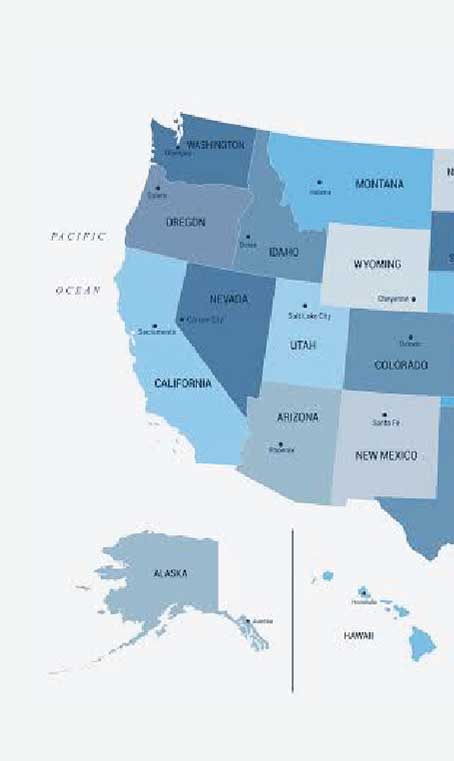 WASHINGTON
Olympia
MONTANA
Helena
Salem
OREGON
Boise
IDAHO
PACIFIC
OCEAN
WYOMING
Cheyenne
NEVADA
Carson City
Salt Lake City
UTAH
Sacramento
CALIFORNIA
Denver
COLORADO
ARIZONA
Phoenix
Santa Fe
NEW MEXICO
ALASKA
Juneau
Honolulu
HAWAII
N
S